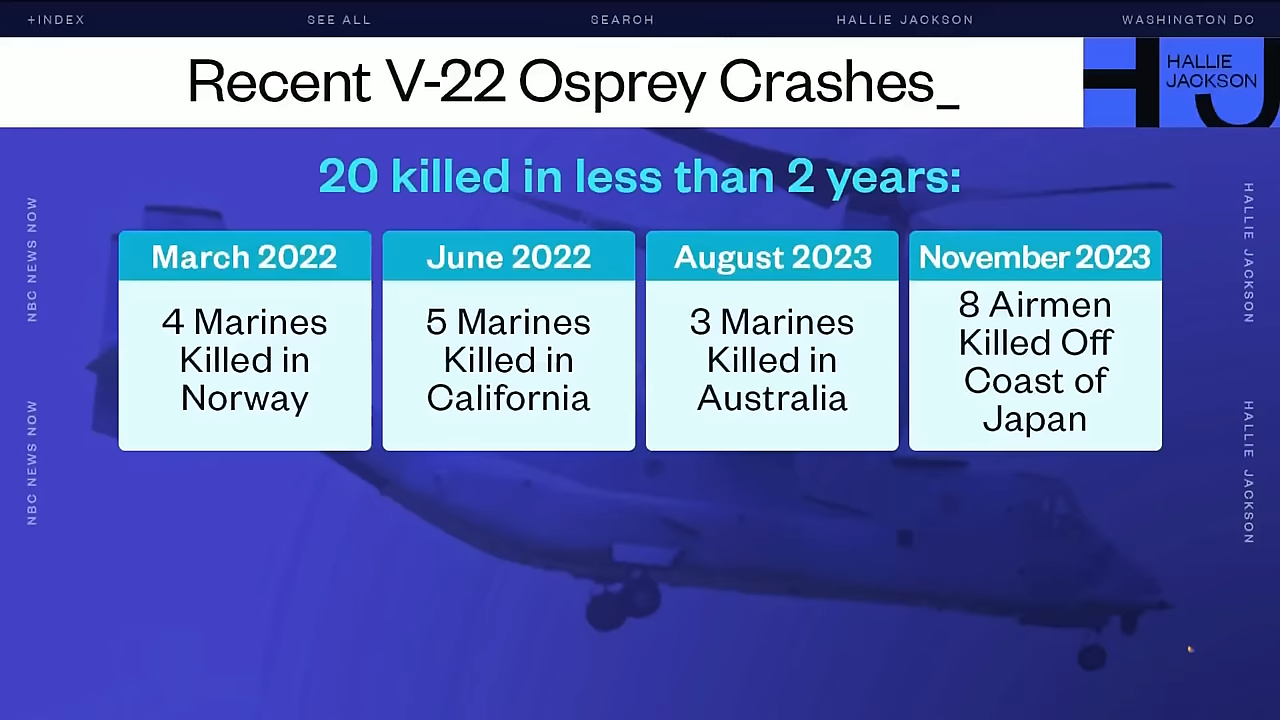 +INDEX
SEE ALL
SEARCH
HALLIE JACKSON
WASHINGTON DO
Recent V-22 Osprey Crashes_
HALLIE
JACKSON
HJ
20 killed in less than 2 years:
March 2022
4 Marines
Killed in
Norway
June 2022
5 Marines
Killed in
California
August 2023
3 Marines
Killed in
Australia
November 2023
8 Airmen
Killed Off
Coast of
Japan
NBC NEWS NOW
NBC NEWS NOW
HALLIE JACKSON
HALLIE JACKSON